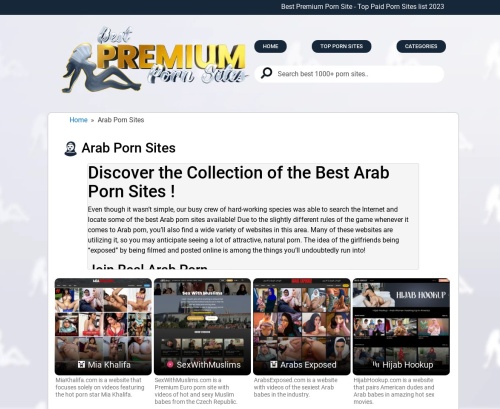 Best Premium Porn Site - Top Paid Porn Sites list 2023
Best
PREMIUM
Porn Sites
HOME
TOP PORN SITES
CATEGORIES
Search best 1000+ porn sites..
Home » Arab Porn Sites
Arab Porn Sites
Discover the Collection of the Best Arab
Porn Sites !
Even though it wasn't simple, our busy crew of hard-working species was able to search the Internet and
locate some of the best Arab porn sites available! Due to the slightly different rules of the game whenever it
comes to Arab porn, you'll also find a wide variety of websites in this area. Many of these websites are
utilizing it, so you may anticipate seeing a lot of attractive, natural porn. The idea of the girlfriends being
"exposed" by being filmed and posted online is among the things you'll undoubtedly run into!
Join Real Arab Porn
HIJAB HOOKUP
Mia Khalifa
SexWithMuslims
Arabs Exposed
Hijab Hookup
MiaKhalifa.com is a website
that focuses solely on videos featuring
the hot porn star Mia Khalifa.
SexWithMuslims.com is a
Premium Euro porn site with
videos of hot and sexy Muslim
babes from the Czech Republic.
ArabsExposed.com is a website
with videos of the sexiest Arab
babes in the industry.
HijabHookup.com is a website
that pairs American dudes and
Arab babes in amazing hot sex
movies.